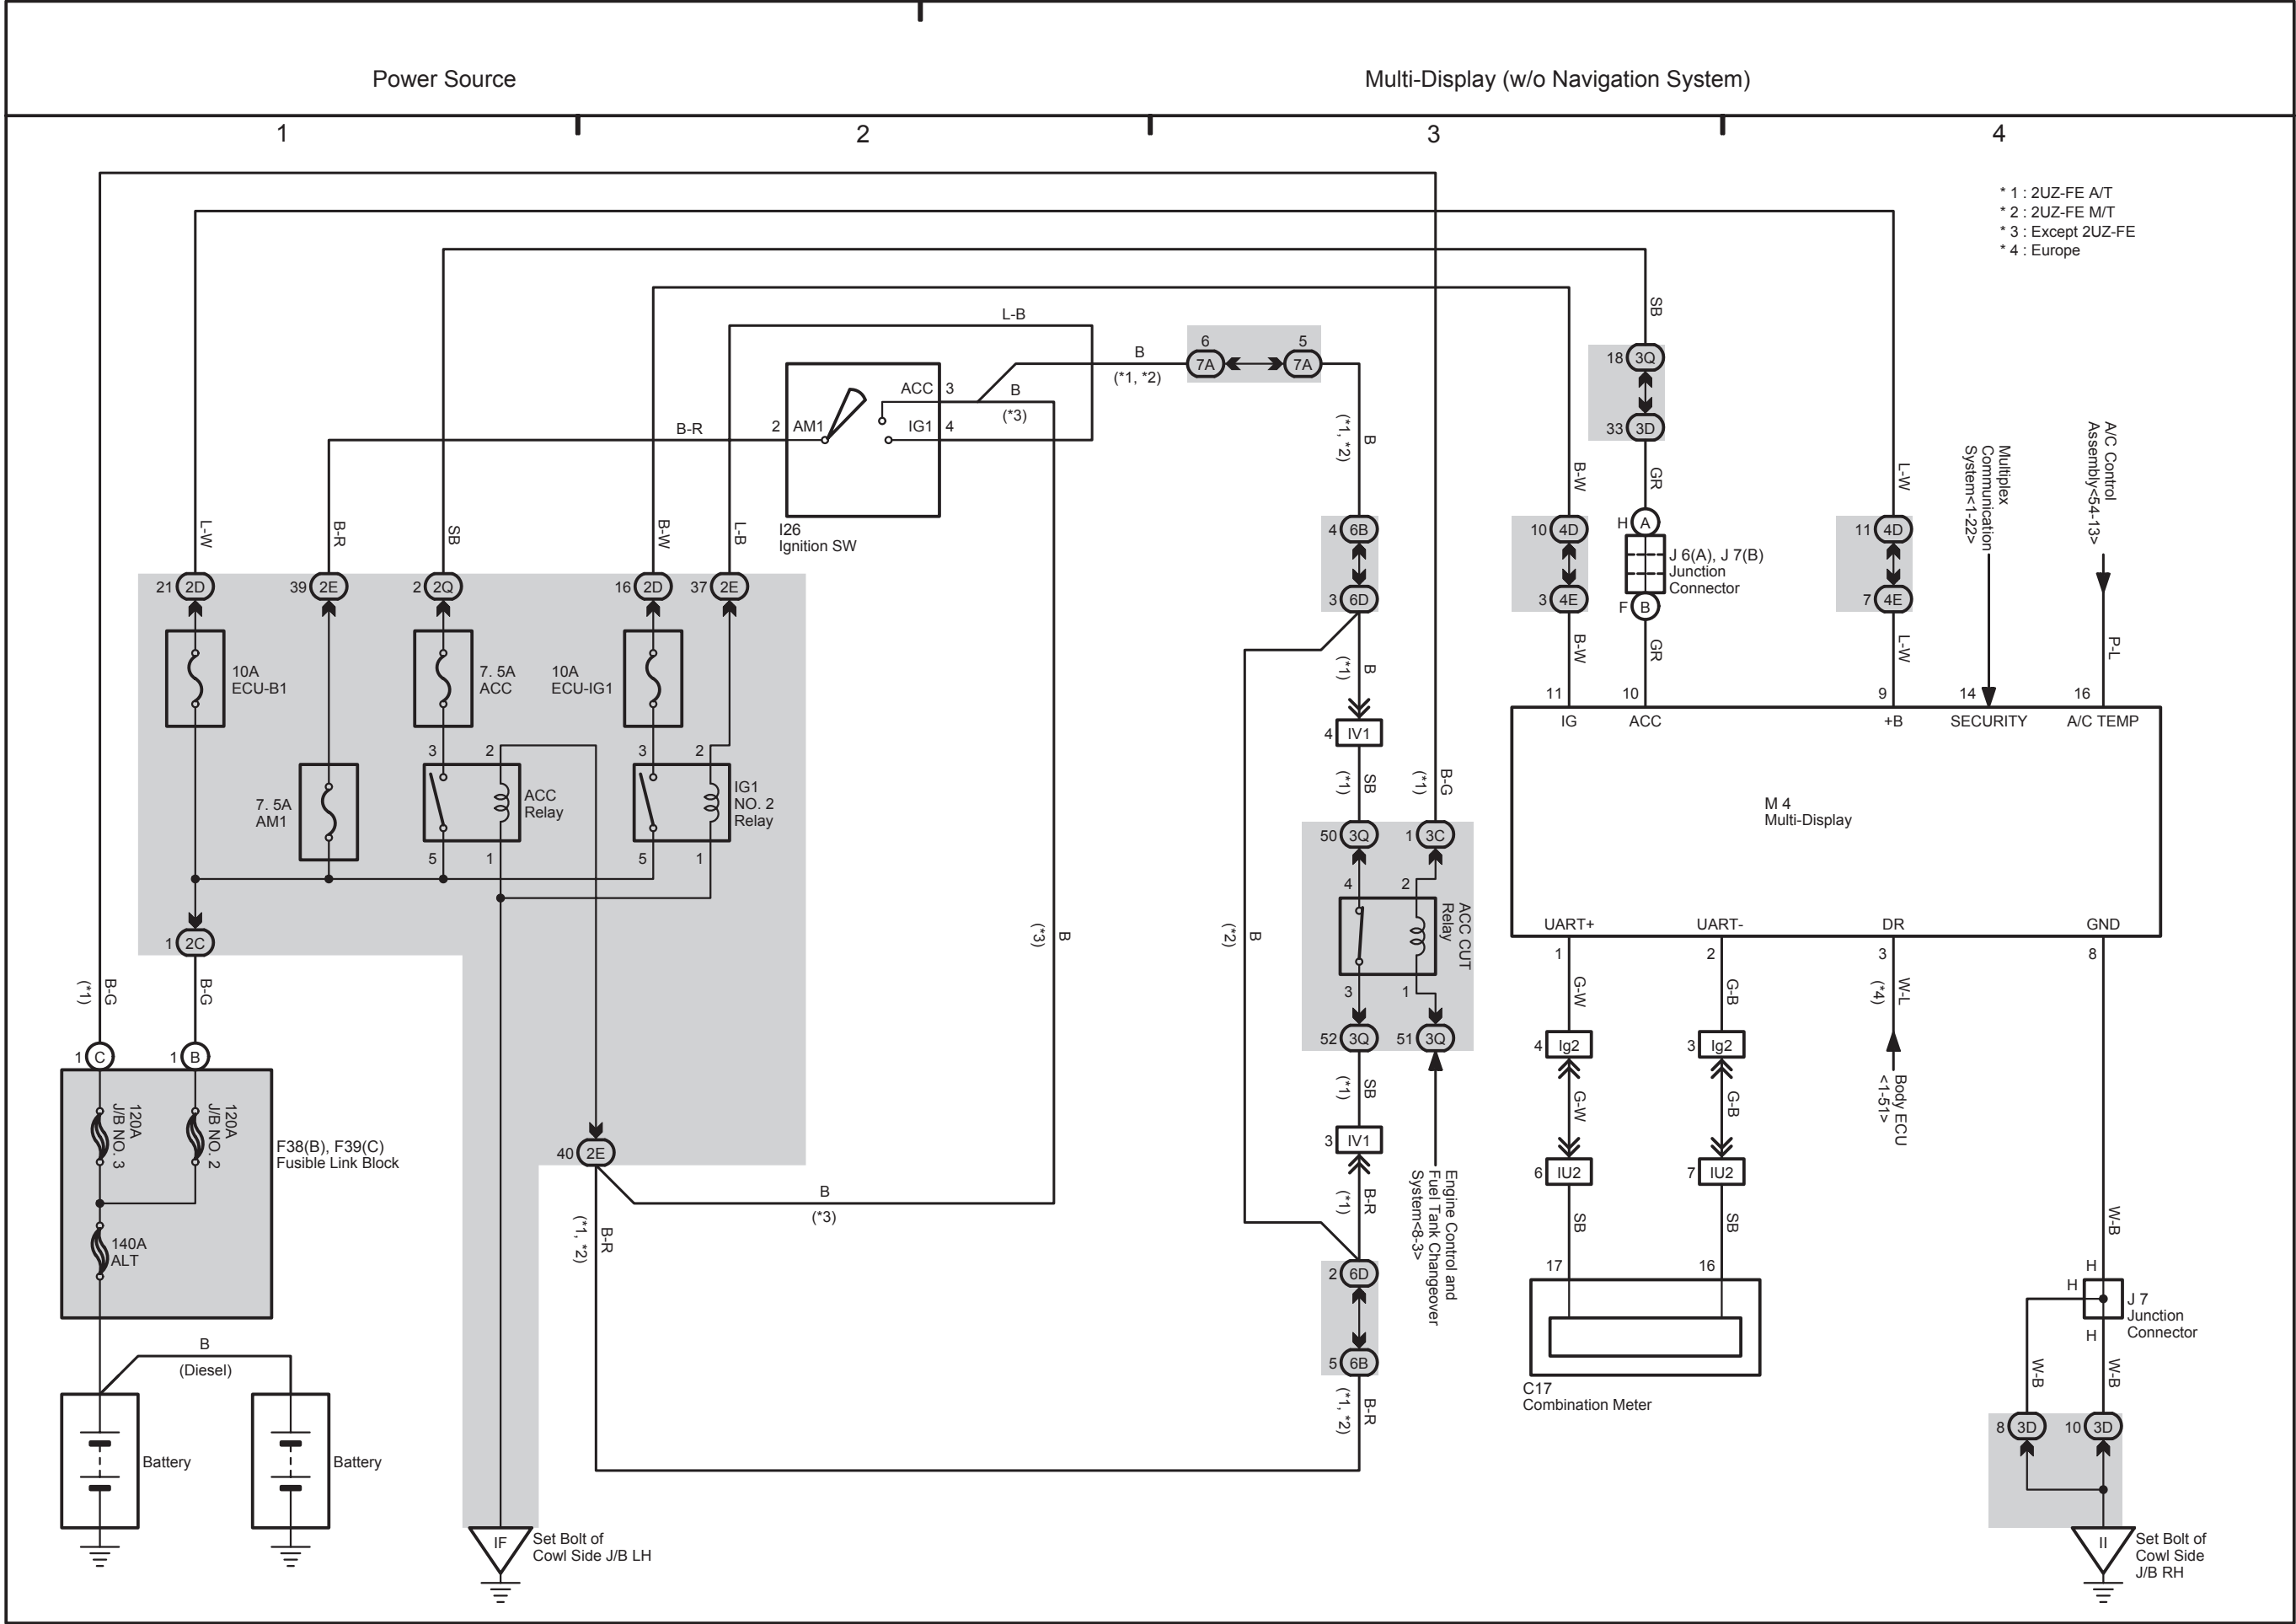 Power Source
Multi-Display (w/o Navigation System)
1
2
3
4
* 1 : 2UZ-FE A/T
* 2 : 2UZ-FE M/T
* 3 : Except 2UZ-FE
* 4 : Europe
L-B
B
(*1, *2)
6
7A
5
7A
SB
18
3Q
33
3D
ACC
3
B
(*3)
2
AM1
IG1
4
B-R
I26
Ignition SW
B
(*1, *2)
B-W
GR
L-W
Multiplex
Communication
System<1-22>
A/C Control
Assembly<54-13>
L-W
B-R
SB
B-W
L-B
4
6B
3
6D
10
4D
3
4E
H
A
J 6(A), J 7(B)
Junction
Connector
F
B
11
4D
7
4E
21
2D
39
2E
2
2Q
16
2D
37
2E
10A
ECU-B1
7. 5A
ACC
10A
ECU-IG1
B
(*1)
B-W
GR
L-W
P-L
4
IV1
11
10
9
14
16
IG
ACC
+B
SECURITY
A/C TEMP
7. 5A
AM1
3
2
ACC
Relay
5
1
3
2
IG1
NO. 2
Relay
5
1
SB
(*1)
B-G
(*1)
50
3Q
1
3C
M 4
Multi-Display
4
2
ACC CUT
Relay
3
1
1
2C
B
(*3)
B
(*2)
UART+
UART-
DR
GND
1
2
3
8
B-G
(*1)
B-G
G-W
G-B
W-L
(*4)
52
3Q
51
3Q
1
C
1
B
4
Ig2
3
Ig2
120A
J/B NO. 3
120A
J/B NO. 2
F38(B), F39(C)
Fusible Link Block
140A
ALT
SB
(*1)
G-W
G-B
Body ECU
<1-51>
3
IV1
40
2E
6
IU2
7
IU2
B
(*3)
B-R
(*1, *2)
B-R
(*1)
Engine Control and
Fuel Tank Changeover
System<8-3>
SB
SB
W-B
2
6D
5
6B
17
16
H
H
J 7
Junction
Connector
H
B
(Diesel)
B-R
(*1, *2)
C17
Combination Meter
W-B
W-B
8
3D
10
3D
Battery
Battery
IF
Set Bolt of
Cowl Side J/B LH
II
Set Bolt of
Cowl Side
J/B RH